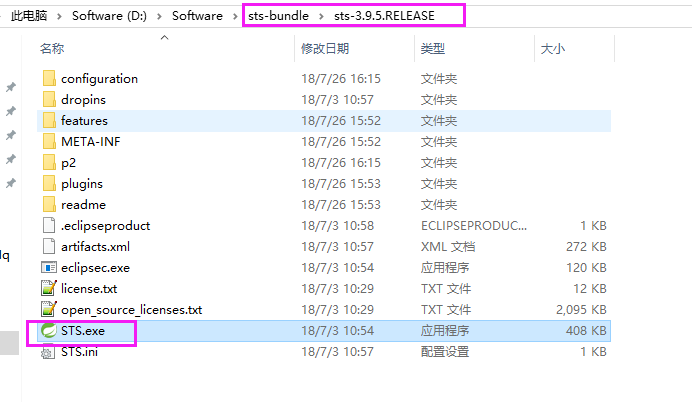 此电脑 > Software (D:) > Software > sts-bundle > sts-3.9.5.RELEASE
名称 修改日期 类型 大小
configuration 18/7/26 16:15 文件夹
dropins 18/7/3 10:57 文件夹
features 18/7/26 15:52 文件夹
META-INF 18/7/26 15:52 文件夹
p2 18/7/26 16:15 文件夹
plugins 18/7/26 15:53 文件夹
readme 18/7/26 15:53 文件夹
.eclipseproduct 18/7/3 10:58 ECLIPSEPRODUC... 1 KB
artifacts.xml 18/7/3 10:57 XML 文档 272 KB
eclipsec.exe 18/7/3 10:54 应用程序 120 KB
license.txt 18/7/3 10:29 TXT 文件 12 KB
open_source_licenses.txt 18/7/3 10:29 TXT 文件 2,095 KB
STS.exe 18/7/3 10:54 应用程序 408 KB
STS.ini 18/7/3 10:57 配置设置 1 KB